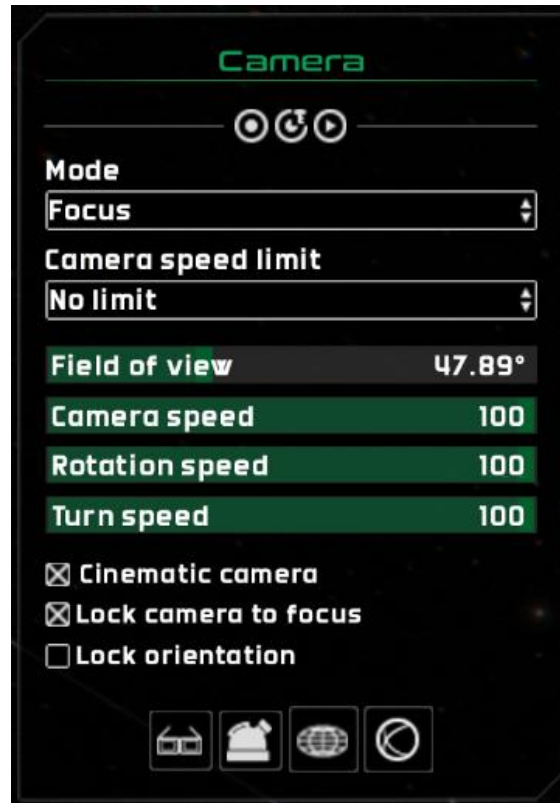 Camera
Mode
Focus
Camera speed limit
No limit
Field of view 47.89°
Camera speed 100
Rotation speed 100
Turn speed 100
Cinematic camera
Lock camera to focus
Lock orientation